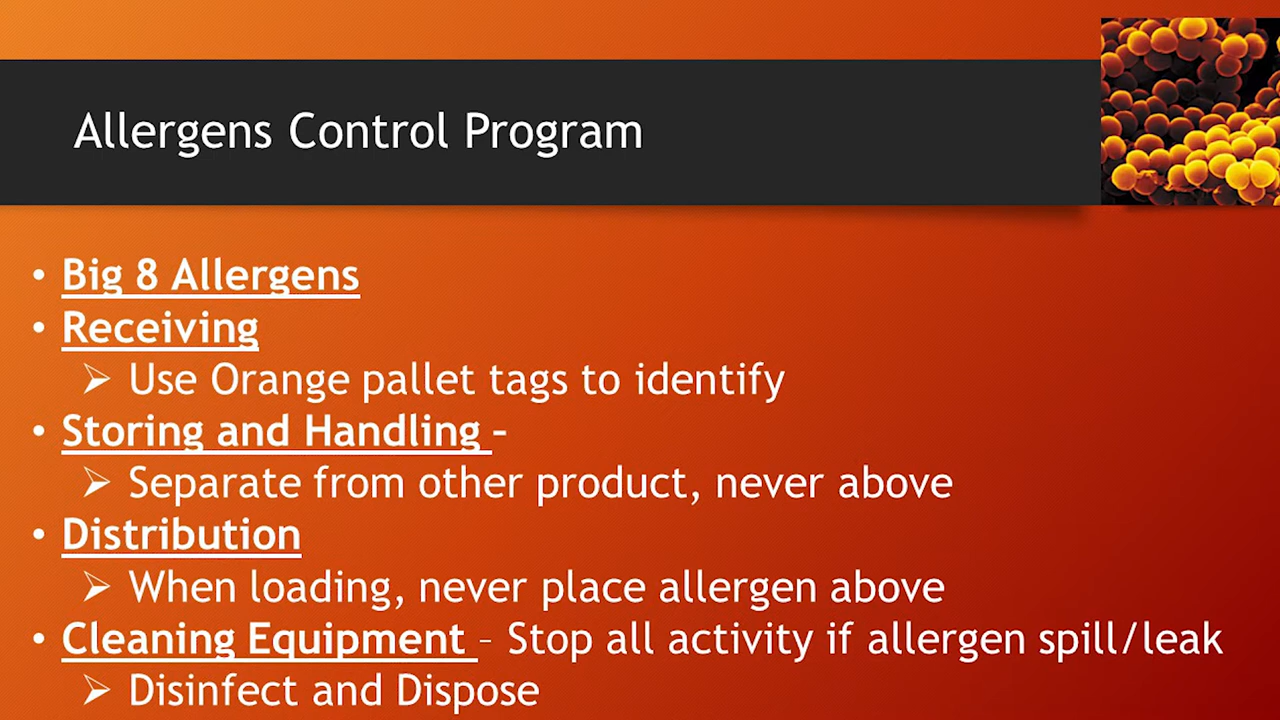 Allergens Control Program
• Big 8 Allergens
• Receiving
➢ Use Orange pallet tags to identify
• Storing and Handling –
➢ Separate from other product, never above
• Distribution
➢ When loading, never place allergen above
• Cleaning Equipment – Stop all activity if allergen spill/leak
➢ Disinfect and Dispose